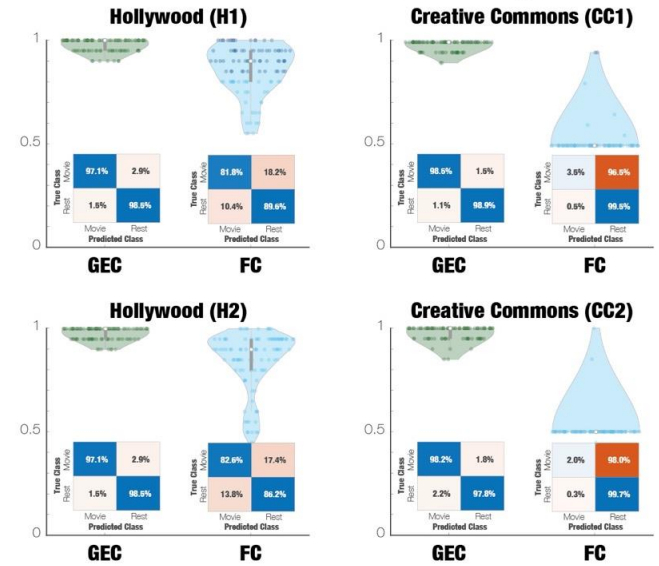 Hollywood (H1)
1
0.5
0
True Class
Movie
Rest
97.1% 2.9%
1.5% 98.5%
Movie Rest
Predicted Class
GEC
True Class
Movie
Rest
81.8% 18.2%
10.4% 89.6%
Movie Rest
Predicted Class
FC
Creative Commons (CC1)
1
0.5
0
True Class
Movie
Rest
98.5% 1.5%
1.1% 98.9%
Movie Rest
Predicted Class
GEC
True Class
Movie
Rest
3.5% 96.5%
0.5% 99.5%
Movie Rest
Predicted Class
FC
Hollywood (H2)
1
0.5
0
True Class
Movie
Rest
97.1% 2.9%
1.5% 98.5%
Movie Rest
Predicted Class
GEC
True Class
Movie
Rest
82.6% 17.4%
13.8% 86.2%
Movie Rest
Predicted Class
FC
Creative Commons (CC2)
1
0.5
0
True Class
Movie
Rest
98.2% 1.8%
2.2% 97.8%
Movie Rest
Predicted Class
GEC
True Class
Movie
Rest
2.0% 98.0%
0.3% 99.7%
Movie Rest
Predicted Class
FC